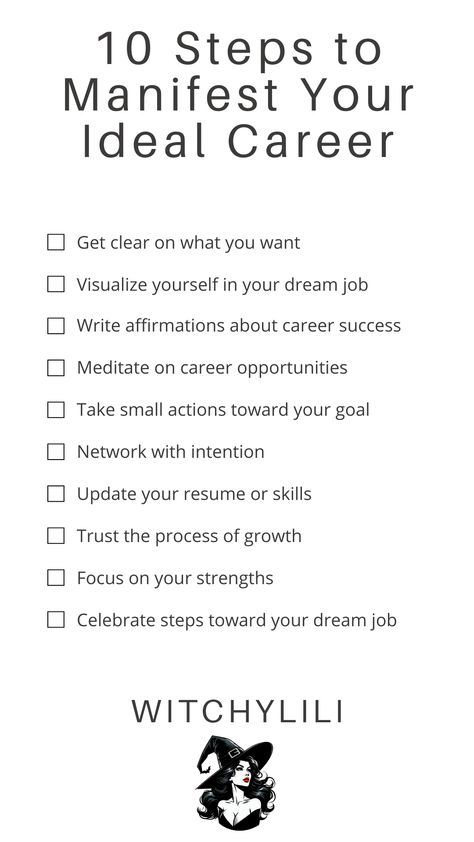 10 Steps to
Manifest Your
Ideal Career
Get clear on what you want
Visualize yourself in your dream job
Write affirmations about career success
Meditate on career opportunities
Take small actions toward your goal
Network with intention
Update your resume or skills
Trust the process of growth
Focus on your strengths
Celebrate steps toward your dream job
WITCHYLILI